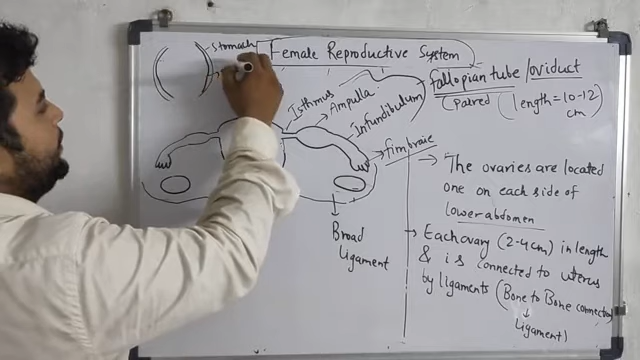 Stomach
Female Reproductive System
fallopian tube/oviduct
(Paired (length = 10-12
cm)
Isthmus
Ampulla
Infundibulum
fimbraie
Broad
Ligament
→ The ovaries are located
one on each side of
lower abdomen
→ Each ovary (2-4 cm) in length
& is connected to uterus
by ligaments (Bone to Bone connection
↓
Ligament)